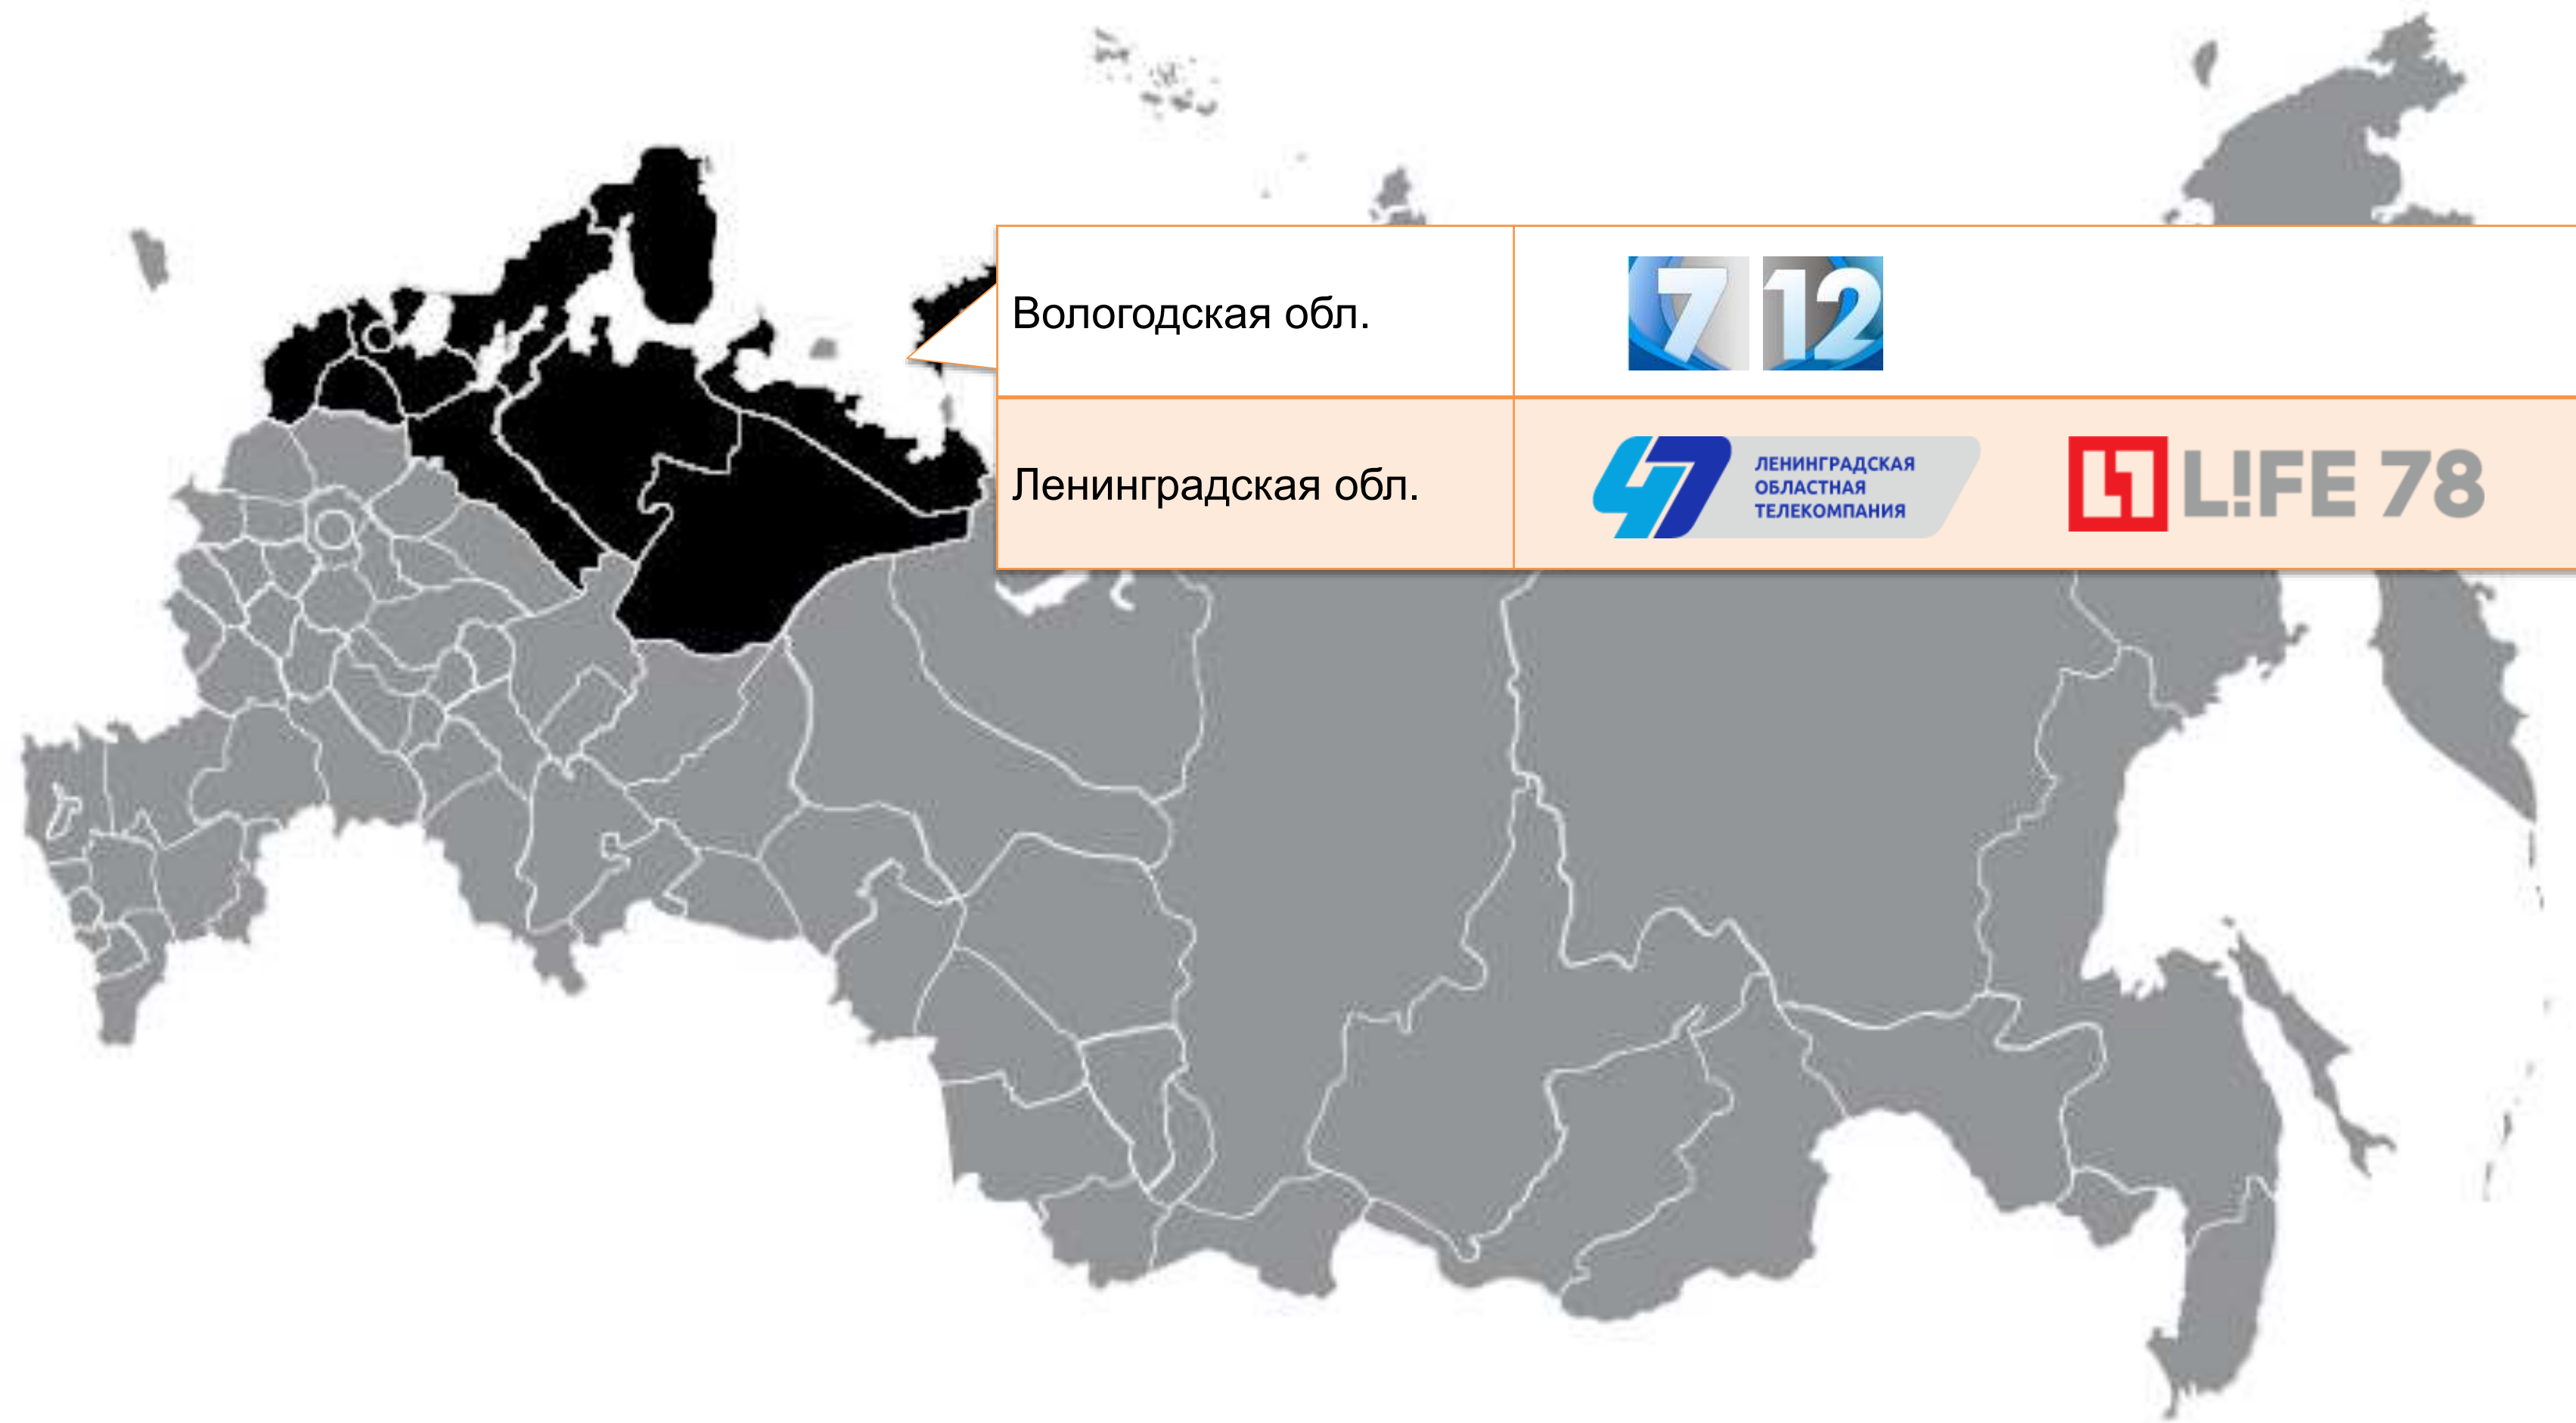 Вологодская обл.
7 12
Ленинградская обл.
47 ЛЕНИНГРАДСКАЯ
ОБЛАСТНАЯ
ТЕЛЕКОМПАНИЯ
L!FE 78